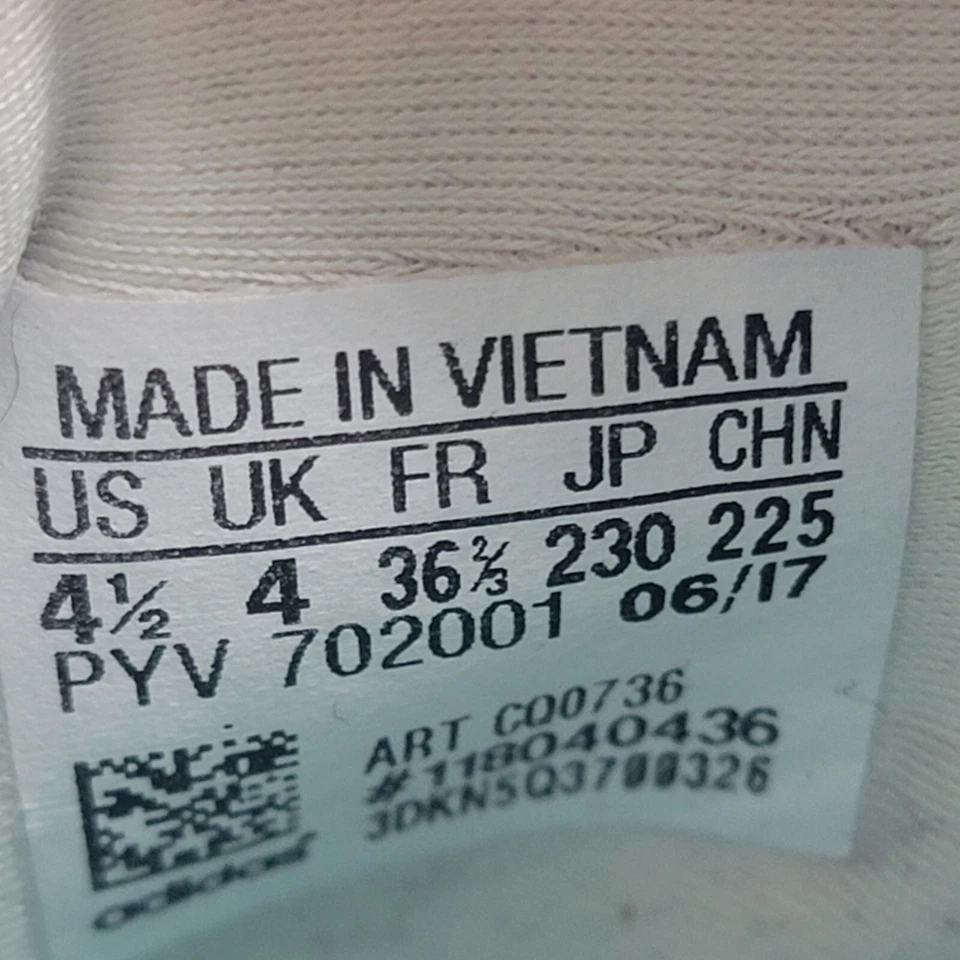 MADE IN VIETNAM
US UK FR JP CHN
4½ 4 36⅔ 230 225
PYV 702001 06/17
ART CQ0736
#118040436
3DKN5Q3700326
adidas